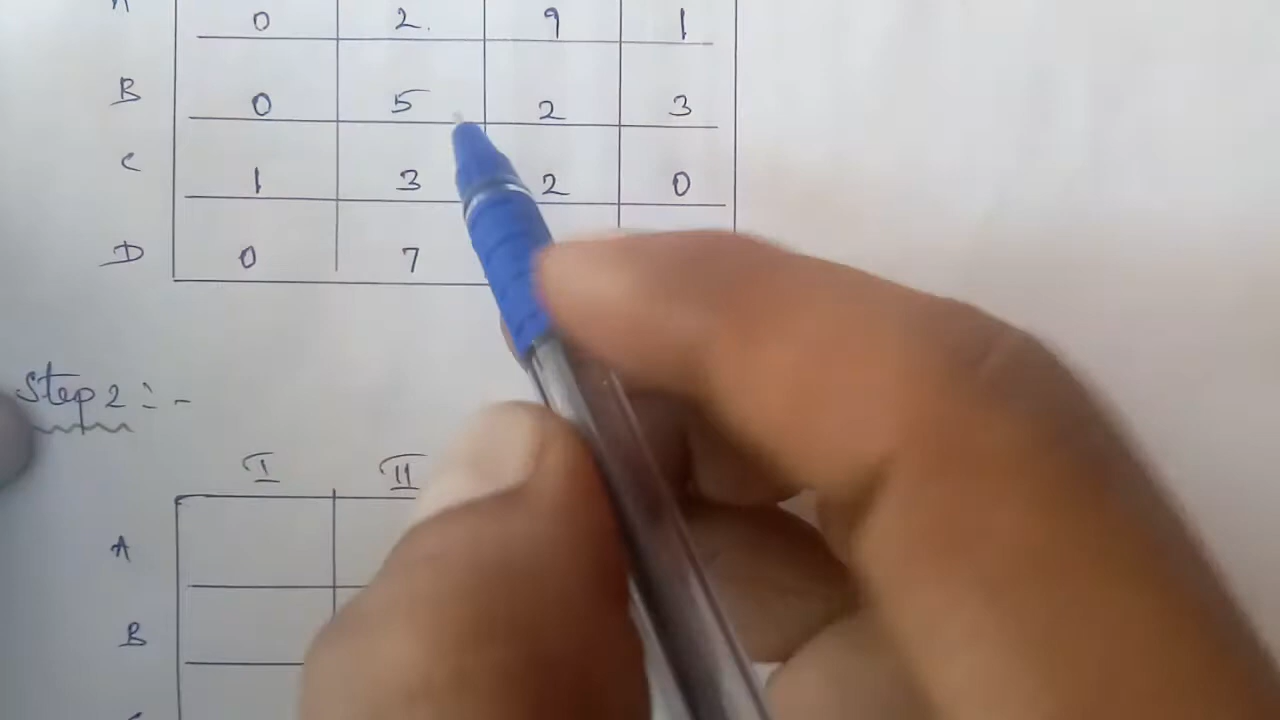 A 0 2. 9 1
B 0 5 2 3
C 1 3 2 0
D 0 7
Step 2 :-
I II
A
B